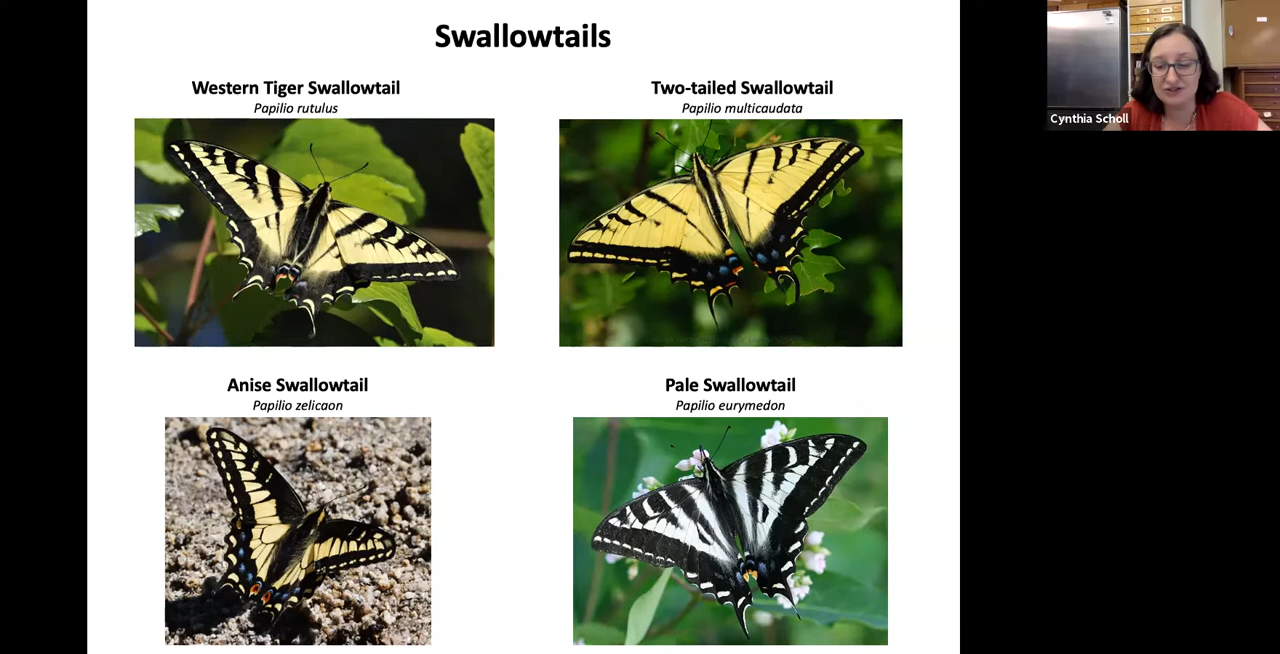 Swallowtails
Western Tiger Swallowtail
Papilio rutulus
Two-tailed Swallowtail
Papilio multicaudata
Anise Swallowtail
Papilio zelicaon
Pale Swallowtail
Papilio eurymedon
Cynthia Scholl